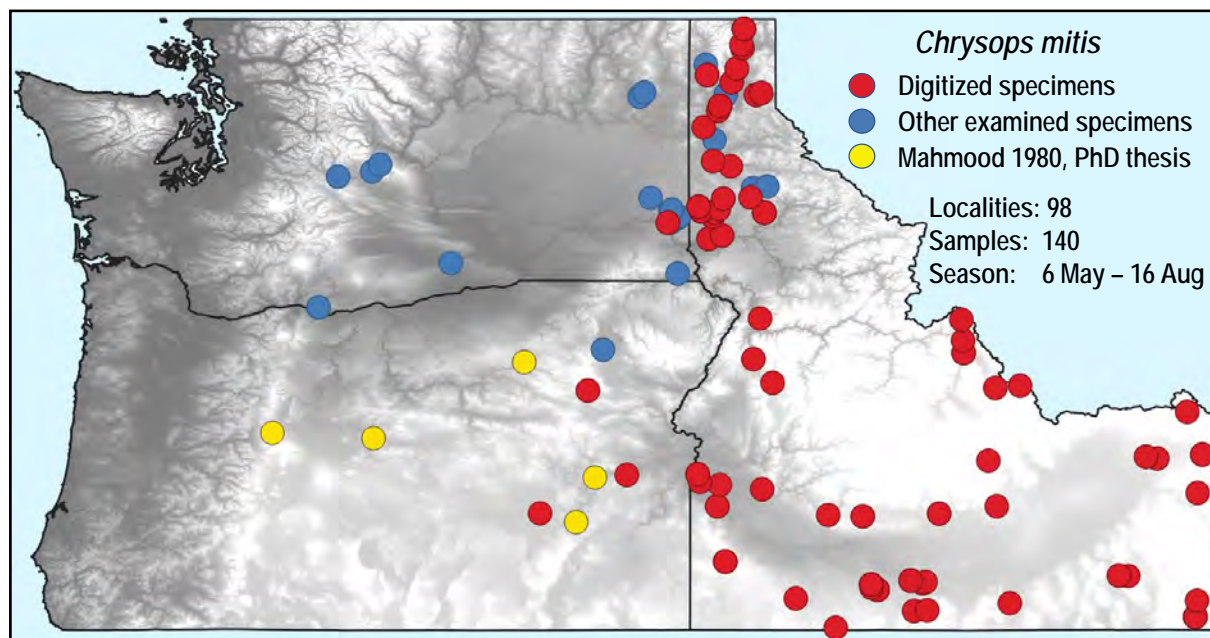 Chrysops mitis
Digitized specimens
Other examined specimens
Mahmood 1980, PhD thesis
Localities: 98
Samples: 140
Season: 6 May – 16 Aug